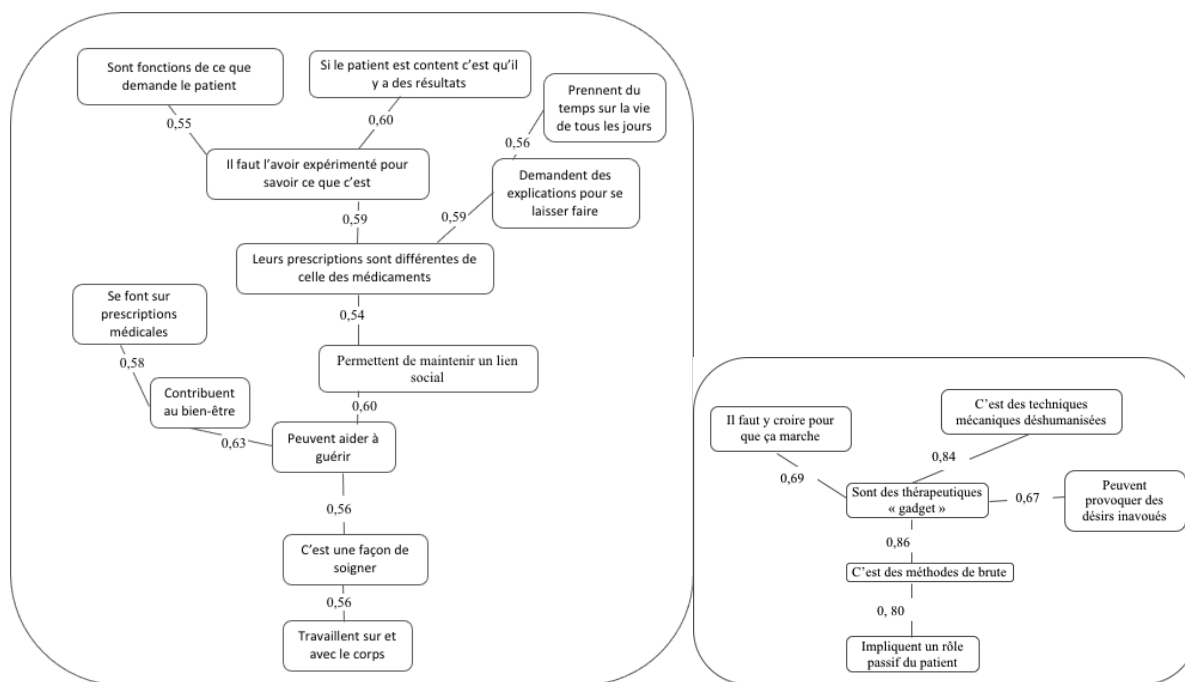 Sont fonctions de ce que
demande le patient
Si le patient est content c’est qu’il
y a des résultats
Prennent du
temps sur la vie
de tous les jours
0,55
0,60
0,56
Il faut l’avoir expérimenté pour
savoir ce que c’est
Demandent des
explications pour se
laisser faire
0,59
0,59
Leurs prescriptions sont différentes de
celle des médicaments
Se font sur
prescriptions
médicales
0,54
0,58
Permettent de maintenir un lien
social
Contribuent
au bien-être
0,60
0,63
Peuvent aider à
guérir
0,56
C’est une façon de
soigner
0,56
Travaillent sur et
avec le corps
Il faut y croire pour
que ça marche
C’est des techniques
mécaniques déshumanisées
0,69
0,84
Sont des thérapeutiques
« gadget »
0,67
Peuvent
provoquer des
désirs inavoués
0,86
C’est des méthodes de brute
0, 80
Impliquent un rôle
passif du patient